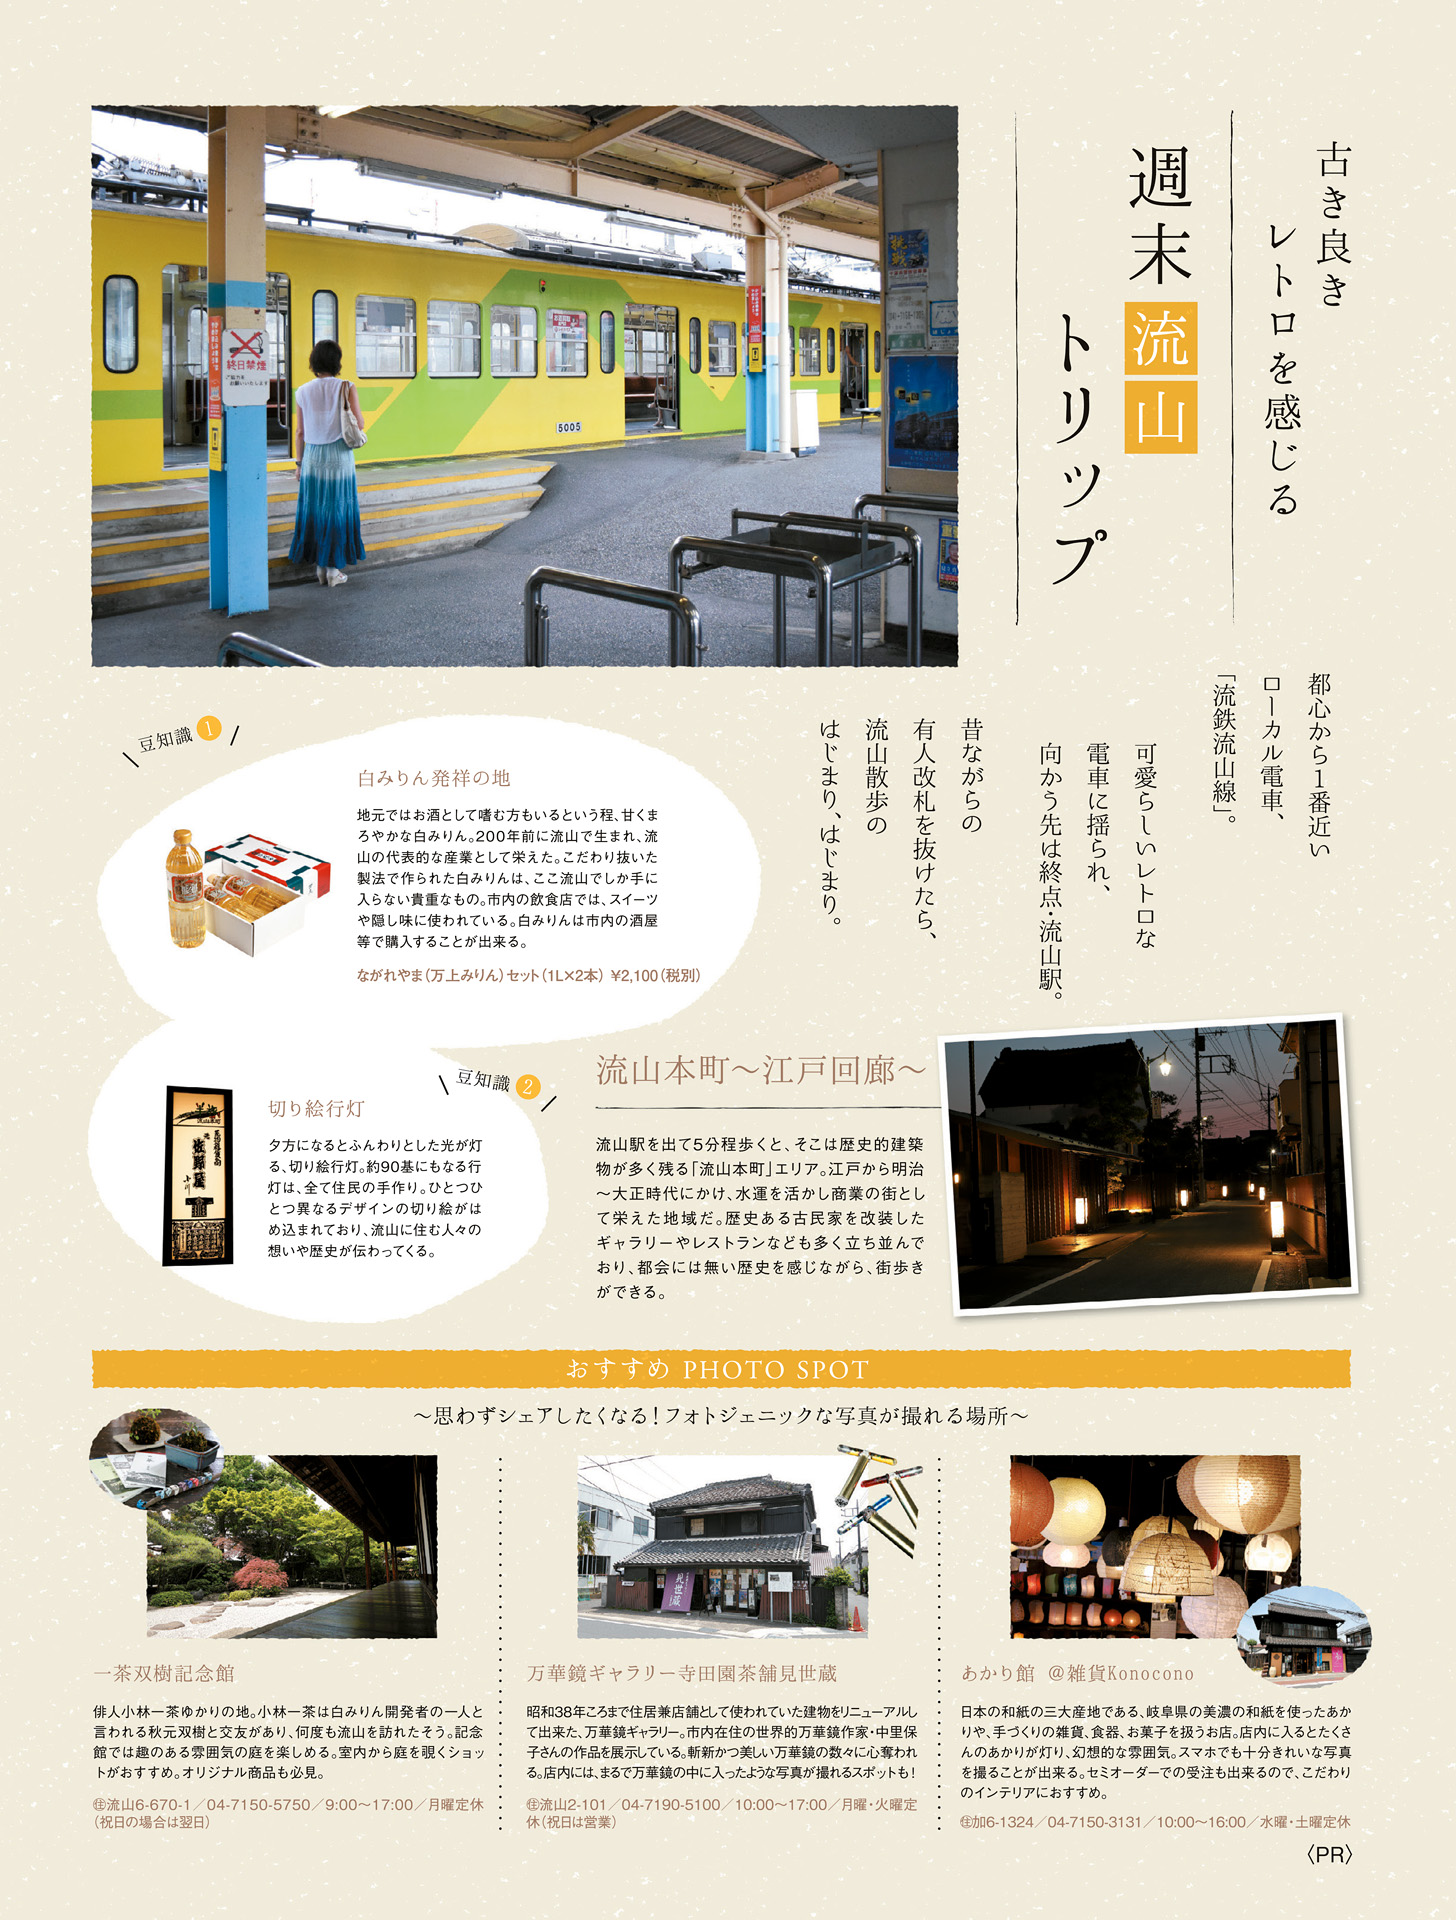 古き良き
レトロを感じる
週末流山
トリップ
都心から1番近い
ローカル電車、
「流鉄流山線」。
可愛らしいレトロな
電車に揺られ、
向かう先は終点・流山駅。
昔ながらの
有人改札を抜けたら、
流山散歩の
はじまり、はじまり。
終日禁煙
5005
豆知識 1
白みりん発祥の地
地元ではお酒として嗜む方もいるという程、甘くま
ろやかな白みりん。200年前に流山で生まれ、流
山の代表的な産業として栄えた。こだわり抜いた
製法で作られた白みりんは、ここ流山でしか手に
入らない貴重なもの。市内の飲食店では、スイーツ
や隠し味に使われている。白みりんは市内の酒屋
等で購入することが出来る。
ながれやま(万上みりん)セット(1L×2本) ¥2,100(税別)
豆知識 2
切り絵行灯
夕方になるとふんわりとした光が灯
る、切り絵行灯。約90基にもなる行
灯は、全て住民の手作り。ひとつひ
とつ異なるデザインの切り絵がは
め込まれており、流山に住む人々の
想いや歴史が伝わってくる。
流山本町〜江戸回廊〜
流山駅を出て5分程歩くと、そこは歴史的建築
物が多く残る「流山本町」エリア。江戸から明治
〜大正時代にかけ、水運を活かし商業の街とし
て栄えた地域だ。歴史ある古民家を改装した
ギャラリーやレストランなども多く立ち並んで
おり、都会には無い歴史を感じながら、街歩き
ができる。
おすすめ PHOTO SPOT
〜思わずシェアしたくなる!フォトジェニックな写真が撮れる場所〜
一茶双樹記念館
俳人小林一茶ゆかりの地。小林一茶は白みりん開発者の一人と
言われる秋元双樹と交友があり、何度も流山を訪れたそう。記念
館では趣のある雰囲気の庭を楽しめる。室内から庭を覗くショッ
トがおすすめ。オリジナル商品も必見。
㊟流山6-670-1／04-7150-5750／9:00〜17:00／月曜定休
(祝日の場合は翌日)
見世蔵
万華鏡ギャラリー寺田園茶舗見世蔵
昭和38年ころまで住居兼店舗として使われていた建物をリニューアルし
て出来た、万華鏡ギャラリー。市内在住の世界的万華鏡作家・中里保
子さんの作品を展示している。斬新かつ美しい万華鏡の数々に心奪われ
る。店内には、まるで万華鏡の中に入ったような写真が撮れるスポットも!
㊟流山2-101／04-7190-5100／10:00〜17:00／月曜・火曜定
休(祝日は営業)
あかり館 @雑貨Konocono
日本の和紙の三大産地である、岐阜県の美濃の和紙を使ったあか
りや、手づくりの雑貨、食器、お菓子を扱うお店。店内に入るとたくさ
んのあかりが灯り、幻想的な雰囲気。スマホでも十分きれいな写真
を撮ることが出来る。セミオーダーでの受注も出来るので、こだわり
のインテリアにおすすめ。
㊟加6-1324／04-7150-3131／10:00〜16:00／水曜・土曜定休
〈PR〉